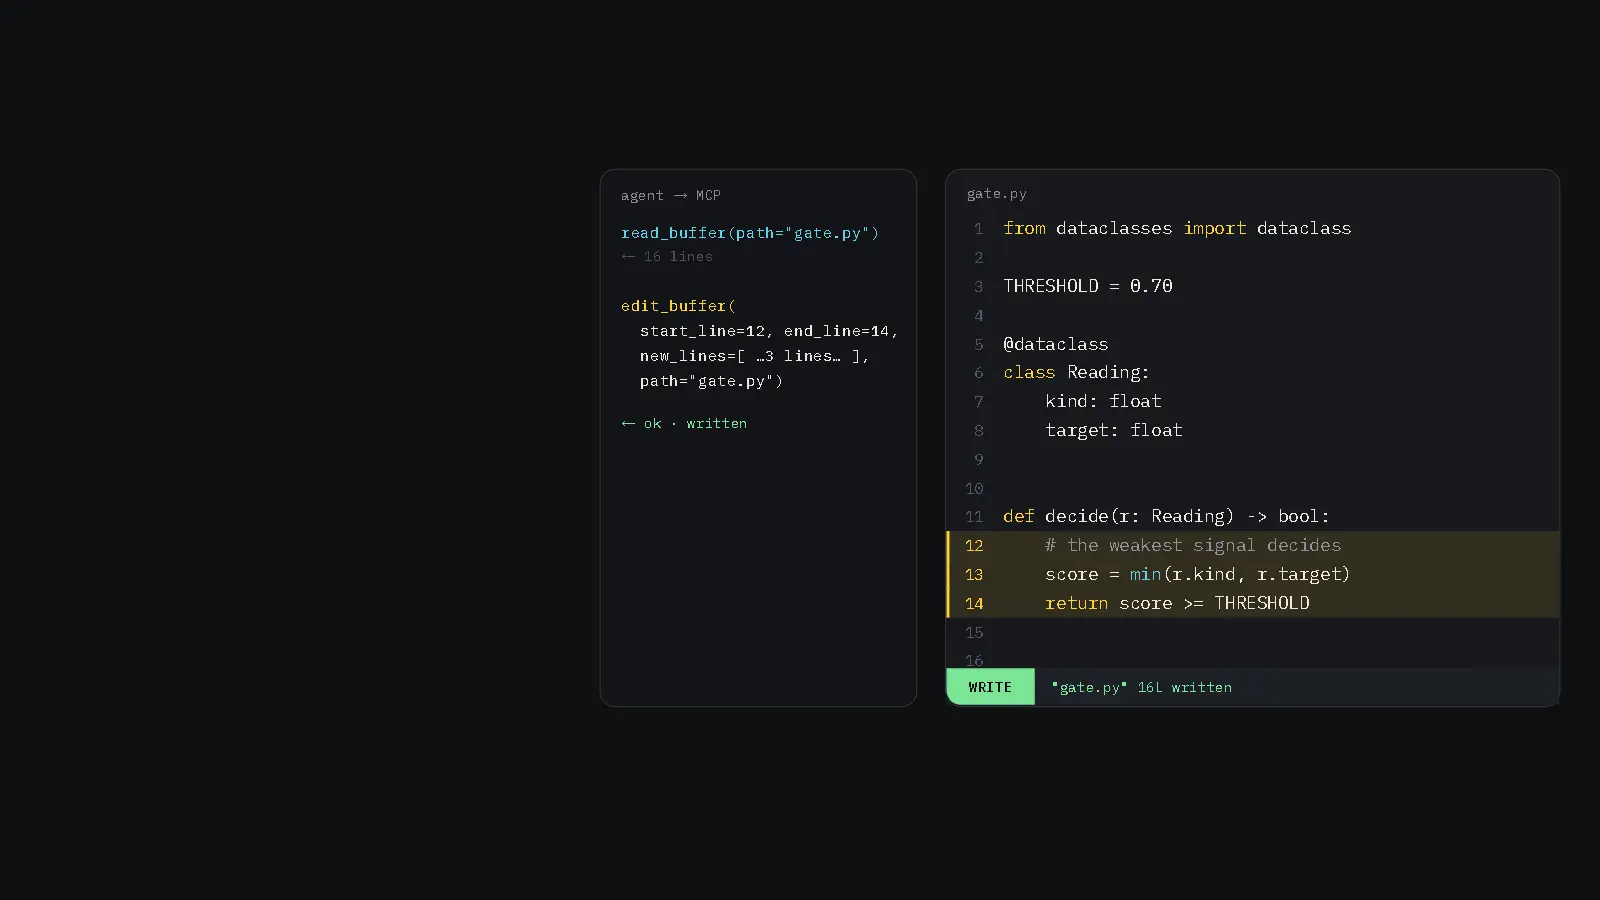 agent → MCP
read_buffer(path="gate.py")
← 16 lines
edit_buffer(
  start_line=12, end_line=14,
  new_lines=[ …3 lines… ],
  path="gate.py")
← ok · written
gate.py
1 from dataclasses import dataclass
2
3 THRESHOLD = 0.70
4
5 @dataclass
6 class Reading:
7     kind: float
8     target: float
9
10
11 def decide(r: Reading) -> bool:
12     # the weakest signal decides
13     score = min(r.kind, r.target)
14     return score >= THRESHOLD
15
16
WRITE "gate.py" 16L written